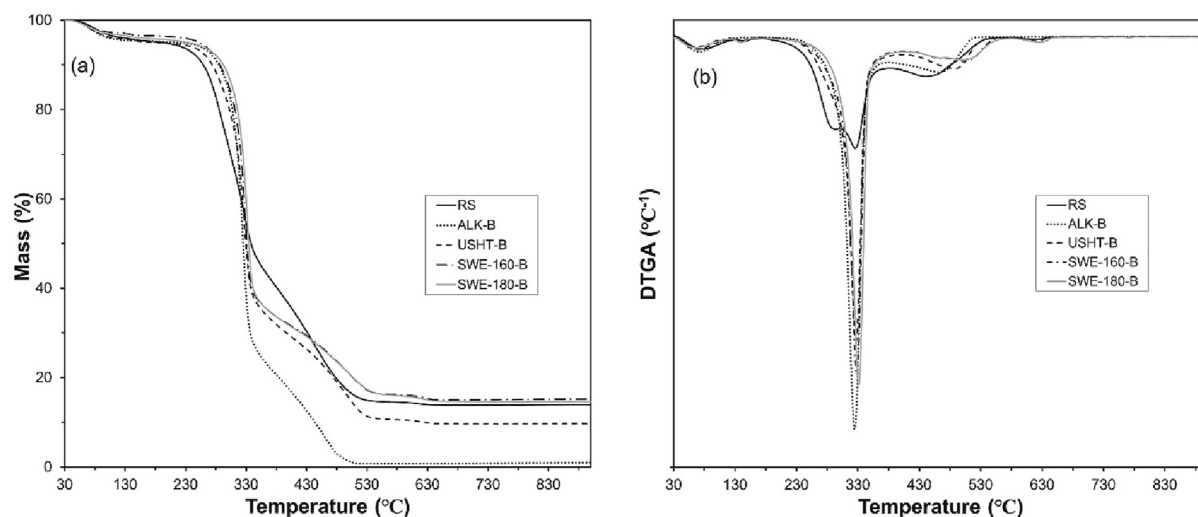 (a)
Mass (%)
100
80
60
40
20
0
30 130 230 330 430 530 630 730 830
Temperature (°C)
RS
ALK-B
USHT-B
SWE-160-B
SWE-180-B
(b)
DTGA (°C⁻¹)
30 130 230 330 430 530 630 730 830
Temperature (°C)
RS
ALK-B
USHT-B
SWE-160-B
SWE-180-B